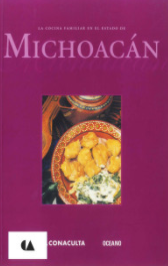 LA COCINA FAMILIAR EN EL ESTADO DE
MICHOACÁN
CONACULTA OCEANO